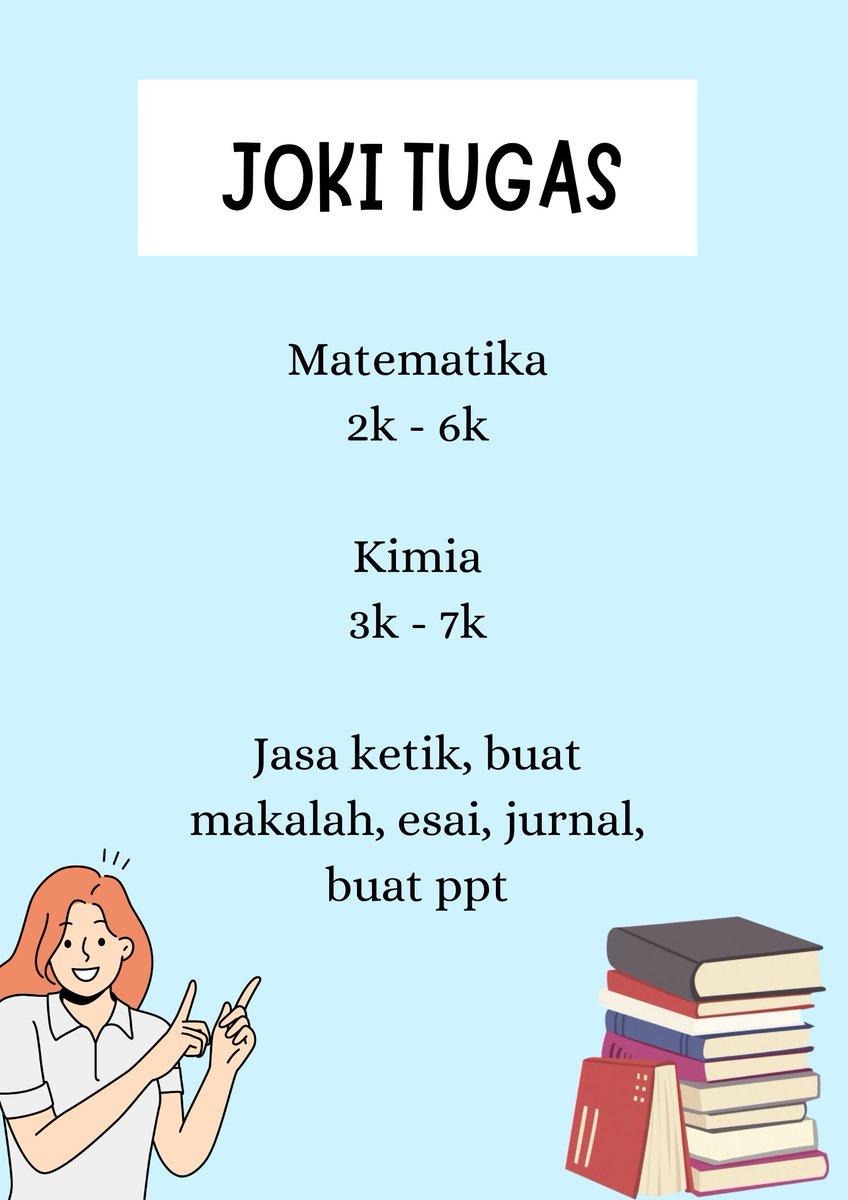 JOKI TUGAS
Matematika
2k - 6k
Kimia
3k - 7k
Jasa ketik, buat
makalah, esai, jurnal,
buat ppt